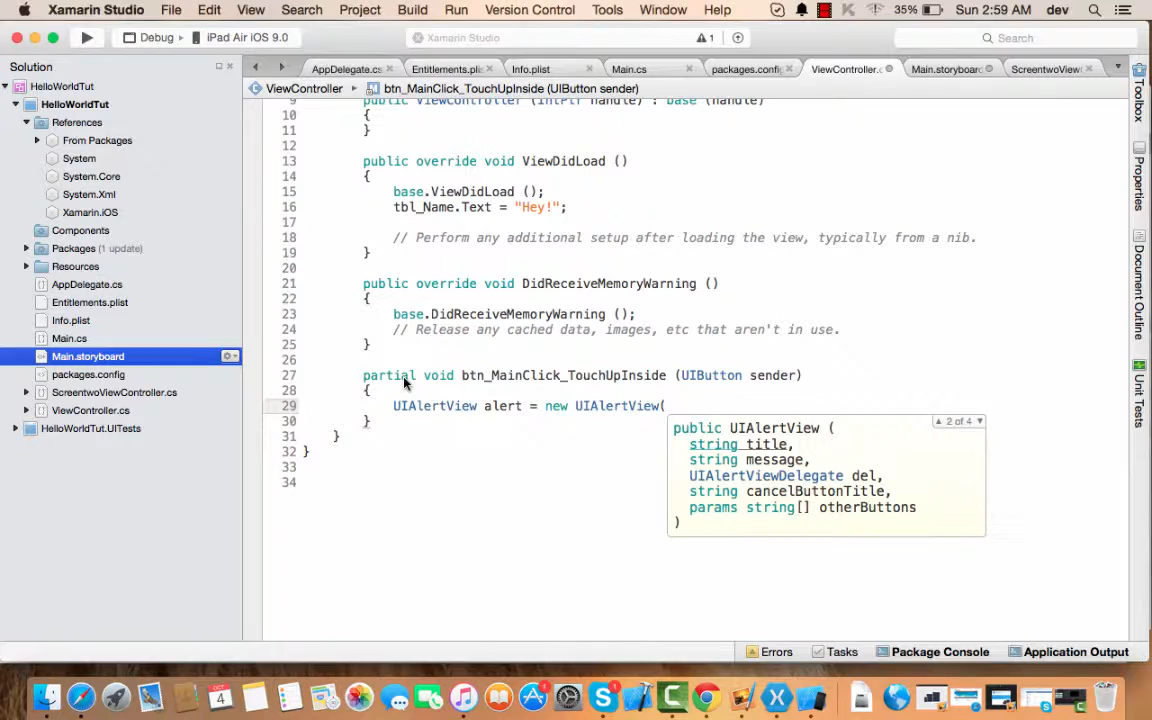 Xamarin Studio File Edit View Search Project Build Run Version Control Tools Window Help 35% Sun 2:59 AM dev
Debug iPad Air iOS 9.0 Xamarin Studio 1 Search
Solution
AppDelegate.cs Entitlements.plis Info.plist Main.cs packages.config ViewController.c Main.storyboard ScreentwoView
ViewController btn_MainClick_TouchUpInside (UIButton sender)
HelloWorldTut
HelloWorldTut
References
From Packages
System
System.Core
System.Xml
Xamarin.iOS
Components
Packages (1 update)
Resources
AppDelegate.cs
Entitlements.plist
Info.plist
Main.cs
Main.storyboard
packages.config
ScreentwoViewController.cs
ViewController.cs
HelloWorldTut.UITests
9 public ViewController (IntPtr handle) : base (handle)
10 {
11 }
12
13 public override void ViewDidLoad ()
14 {
15 base.ViewDidLoad ();
16 tbl_Name.Text = "Hey!";
17
18 // Perform any additional setup after loading the view, typically from a nib.
19 }
20
21 public override void DidReceiveMemoryWarning ()
22 {
23 base.DidReceiveMemoryWarning ();
24 // Release any cached data, images, etc that aren't in use.
25 }
26
27 partial void btn_MainClick_TouchUpInside (UIButton sender)
28 {
29 UIAlertView alert = new UIAlertView(
30 }
31 }
32 }
33
34
2 of 4
public UIAlertView (
string title,
string message,
UIAlertViewDelegate del,
string cancelButtonTitle,
params string[] otherButtons
)
Toolbox
Properties
Document Outline
Unit Tests
Errors Tasks Package Console Application Output